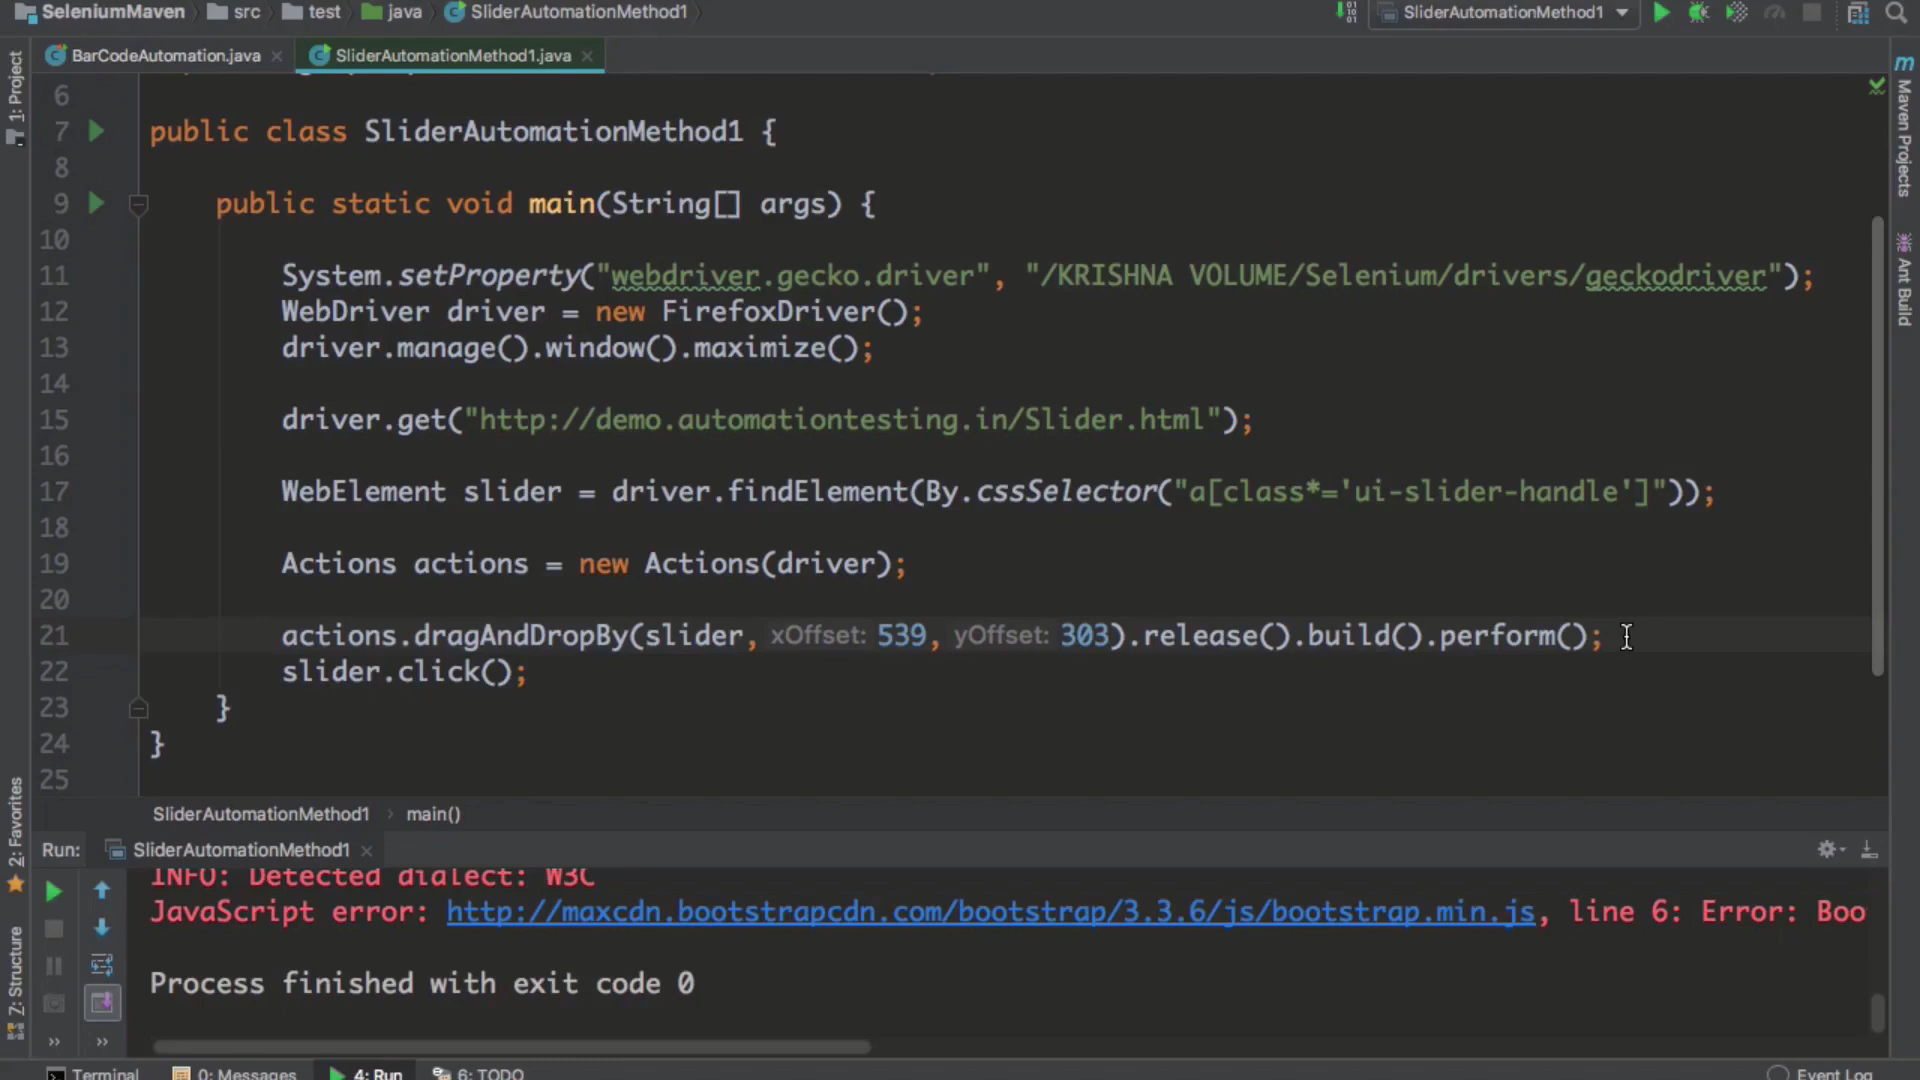 SeleniumMaven src test java SliderAutomationMethod1 SliderAutomationMethod1
BarCodeAutomation.java SliderAutomationMethod1.java
1: Project
2: Favorites
Z: Structure
Maven Projects
Ant Build
6
7 public class SliderAutomationMethod1 {
8
9 public static void main(String[] args) {
10
11 System.setProperty("webdriver.gecko.driver", "/KRISHNA VOLUME/Selenium/drivers/geckodriver");
12 WebDriver driver = new FirefoxDriver();
13 driver.manage().window().maximize();
14
15 driver.get("http://demo.automationtesting.in/Slider.html");
16
17 WebElement slider = driver.findElement(By.cssSelector("a[class*='ui-slider-handle']"));
18
19 Actions actions = new Actions(driver);
20
21 actions.dragAndDropBy(slider, xOffset: 539, yOffset: 303).release().build().perform();
22 slider.click();
23 }
24 }
25
SliderAutomationMethod1 › main()
Run: SliderAutomationMethod1
INFO: Detected dialect: W3C
JavaScript error: http://maxcdn.bootstrapcdn.com/bootstrap/3.3.6/js/bootstrap.min.js, line 6: Error: Boo
Process finished with exit code 0
Terminal 0: Messages 4: Run 6: TODO Event Log